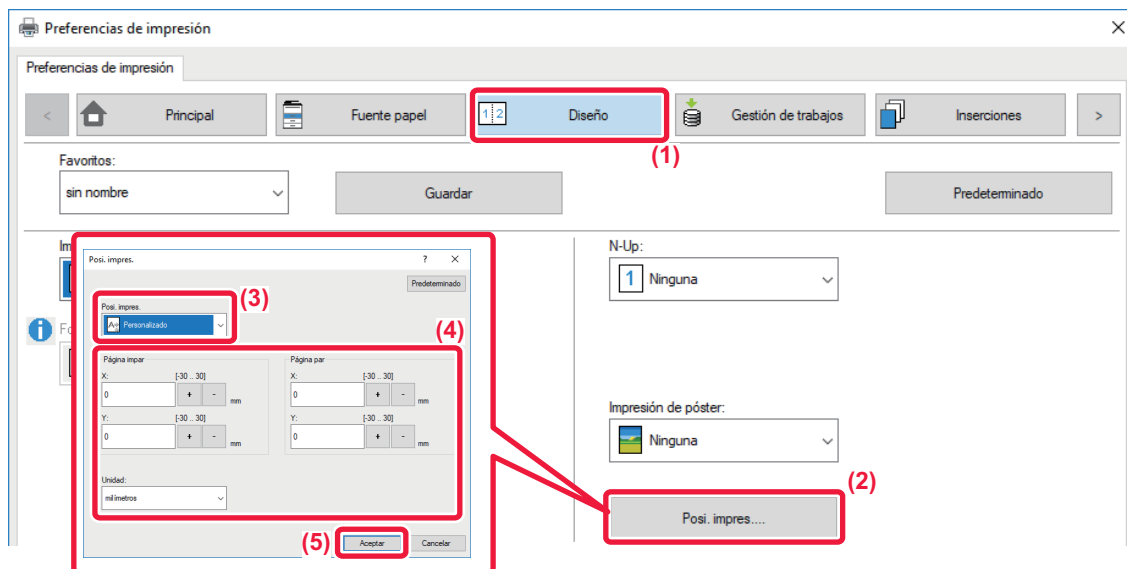 Preferencias de impresión
Preferencias de impresión
< Principal Fuente papel 1 2 Diseño Gestión de trabajos Inserciones >
(1)
Favoritos:
sin nombre Guardar Predeterminado
N-Up:
1 Ninguna
Posi. impres. ? X
Predeterminado
(3)
Posi. impres.
Personalizado
(4)
Página impar Página par
X: [-30 .. 30] X: [-30 .. 30]
0 + - mm 0 + - mm
Y: [-30 .. 30] Y: [-30 .. 30]
0 + - mm 0 + - mm
Unidad:
milímetros
(5) Aceptar Cancelar
Impresión de póster:
Ninguna
(2)
Posi. impres....